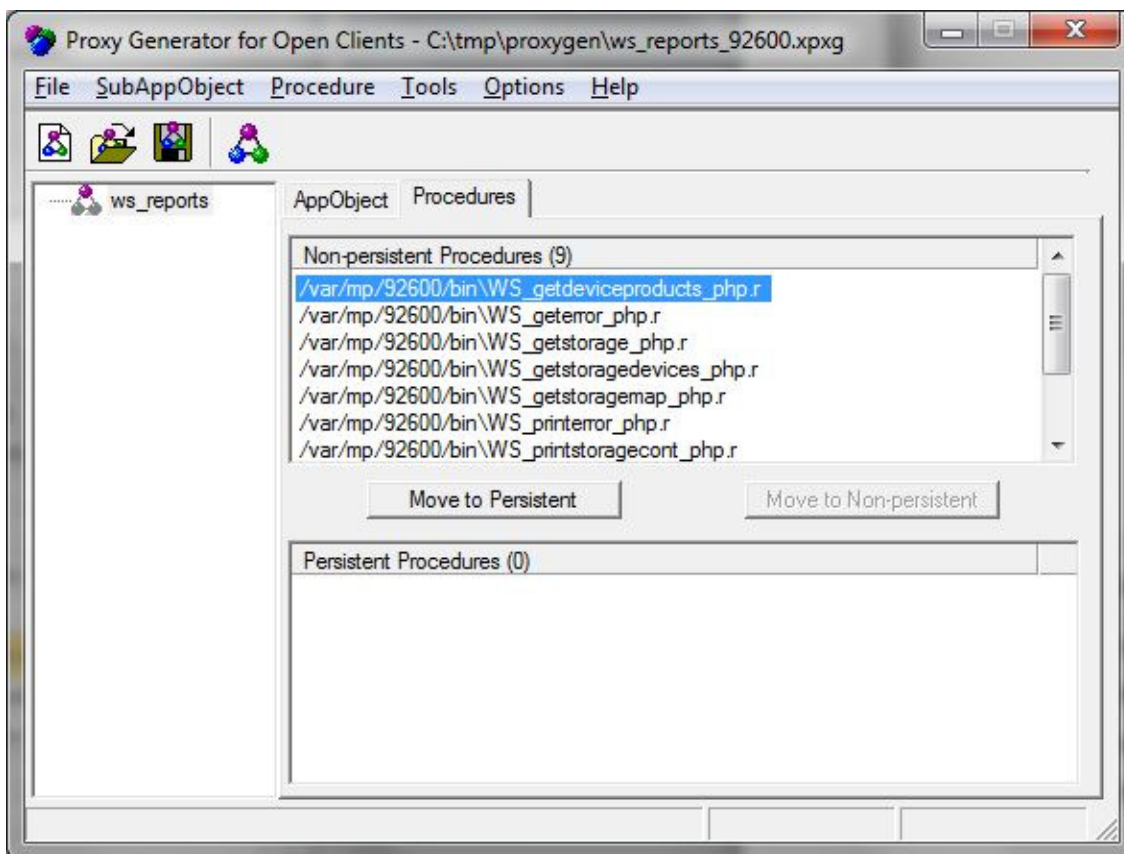 Proxy Generator for Open Clients - C:\tmp\proxygen\ws_reports_92600.xpxg
File SubAppObject Procedure Tools Options Help
ws_reports
AppObject Procedures
Non-persistent Procedures (9)
/var/mp/92600/bin\WS_getdeviceproducts_php.r
/var/mp/92600/bin\WS_geterror_php.r
/var/mp/92600/bin\WS_getstorage_php.r
/var/mp/92600/bin\WS_getstoragedevices_php.r
/var/mp/92600/bin\WS_getstoragemap_php.r
/var/mp/92600/bin\WS_printerror_php.r
/var/mp/92600/bin\WS_printstoragecont_php.r
Move to Persistent Move to Non-persistent
Persistent Procedures (0)